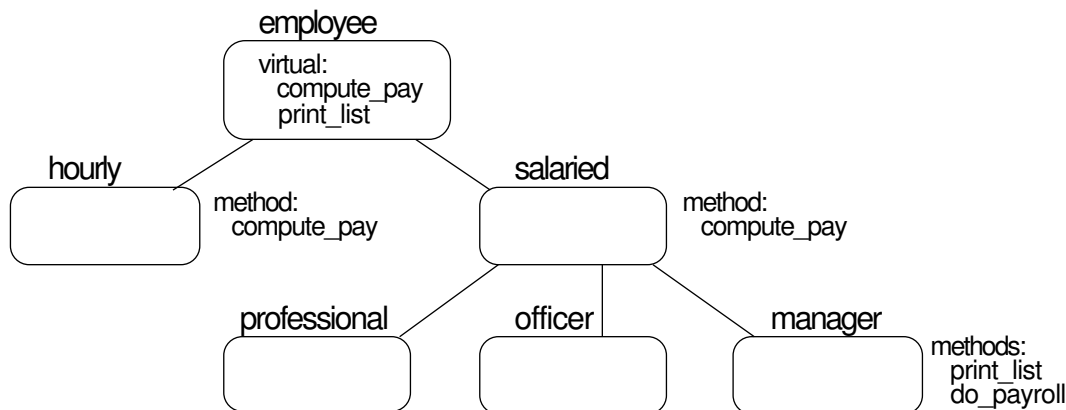 employee
virtual:
compute_pay
print_list
hourly
method:
compute_pay
salaried
method:
compute_pay
professional
officer
manager
methods:
print_list
do_payroll